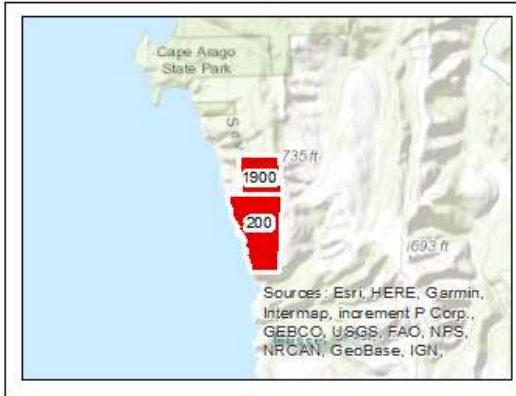 Cape Arago
State Park
735 ft
1900
200
693 ft
Sources: Esri, HERE, Garmin,
Intermap, increment P Corp.,
GEBCO, USGS, FAO, NPS,
NRCAN, GeoBase, IGN,